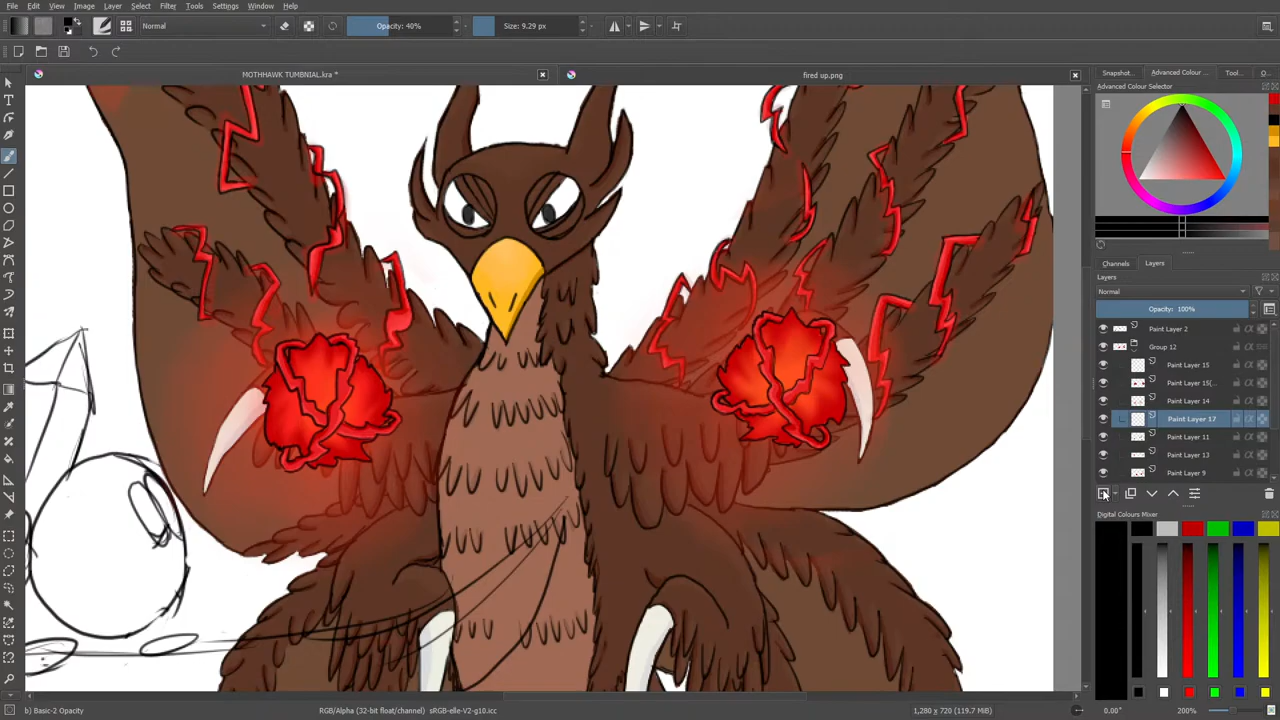 File Edit View Image Layer Select Filter Tools Settings Window Help
Normal Opacity: 40% Size: 9.29 px
MOTHHAWK TUMBNIAL.kra * fired up.png
Snapshot... Advanced Colour ... Tool... O...
Advanced Colour Selector
Channels Layers
Layers
Normal
Opacity: 100%
Paint Layer 2
Group 12
Paint Layer 15
Paint Layer 15(...
Paint Layer 14
Paint Layer 17
Paint Layer 11
Paint Layer 13
Paint Layer 9
Digital Colours Mixer
b) Basic-2 Opacity RGB/Alpha (32-bit float/channel) sRGB-elle-V2-g10.icc 1,280 x 720 (119.7 MiB) 0.00° 200%